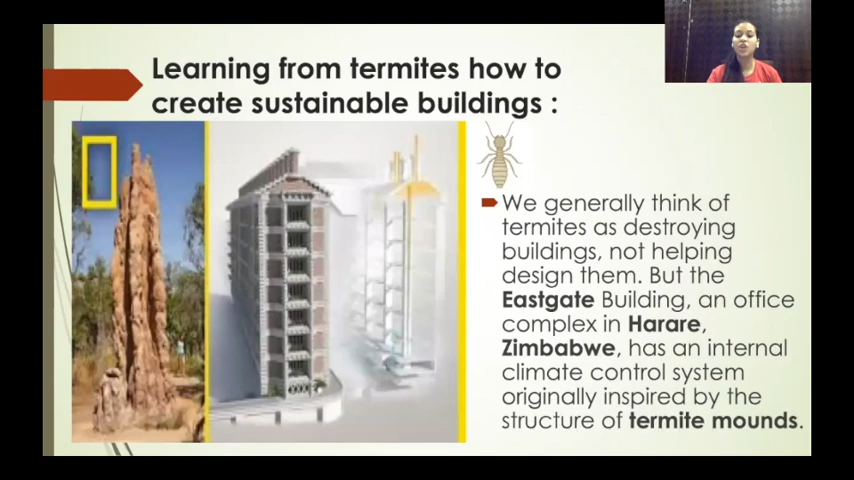 Learning from termites how to
create sustainable buildings :
We generally think of
termites as destroying
buildings, not helping
design them. But the
Eastgate Building, an office
complex in Harare,
Zimbabwe, has an internal
climate control system
originally inspired by the
structure of termite mounds.